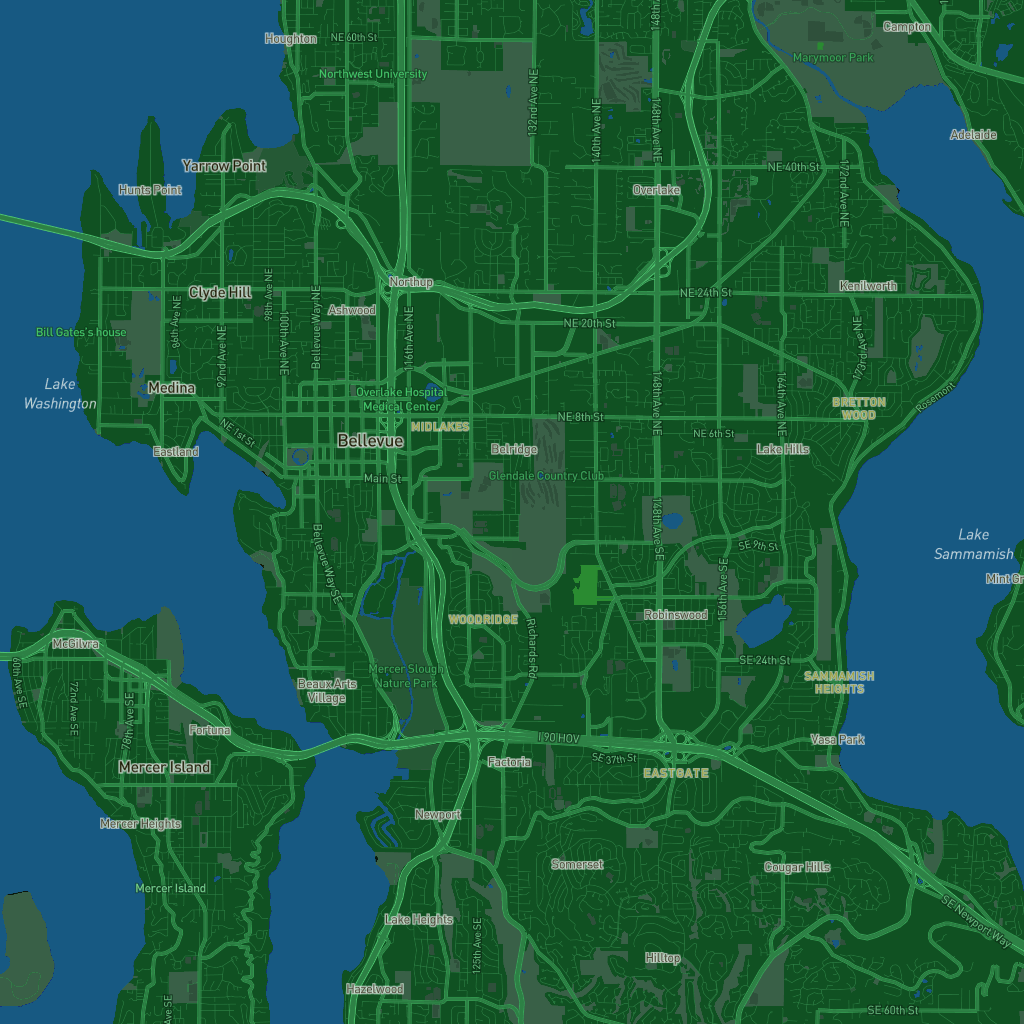 Houghton
NE 60th St
Campton
Northwest University
Marymoor Park
132nd Ave NE
140th Ave NE
148th Ave NE
148th Ave NE
Adelaide
Yarrow Point
NE 40th St
Hunts Point
Overlake
172nd Ave NE
Northup
Clyde Hill
98th Ave NE
Kenilworth
NE 24th St
Ashwood
100th Ave NE
Bellevue Way NE
116th Ave NE
86th Ave NE
NE 20th St
Bill Gates's house
92nd Ave NE
173rd Ave NE
Lake
Washington
Medina
Overlake Hospital
Medical Center
148th Ave NE
164th Ave NE
Rosemont
BRETTON
WOOD
NE 8th St
MIDLAKES
NE 1st St
NE 6th St
Bellevue
Eastland
Belridge
Lake Hills
Main St
Glendale Country Club
148th Ave SE
Lake
Sammamish
SE 9th St
Bellevue Way SE
156th Ave SE
Mint Gr
WOODRIDGE
Robinswood
McGilvra
Richards Rd
SE 24th St
60th Ave SE
72nd Ave SE
78th Ave SE
Mercer Slough
Nature Park
Beaux Arts
Village
SAMMAMISH
HEIGHTS
Fortuna
I 90 HOV
Vasa Park
Mercer Island
Factoria
SE 37th St
EASTGATE
Newport
Mercer Heights
Somerset
Cougar Hills
Mercer Island
Lake Heights
SE Newport Way
125th Ave SE
Hilltop
Hazelwood
Ave SE
SE 60th St